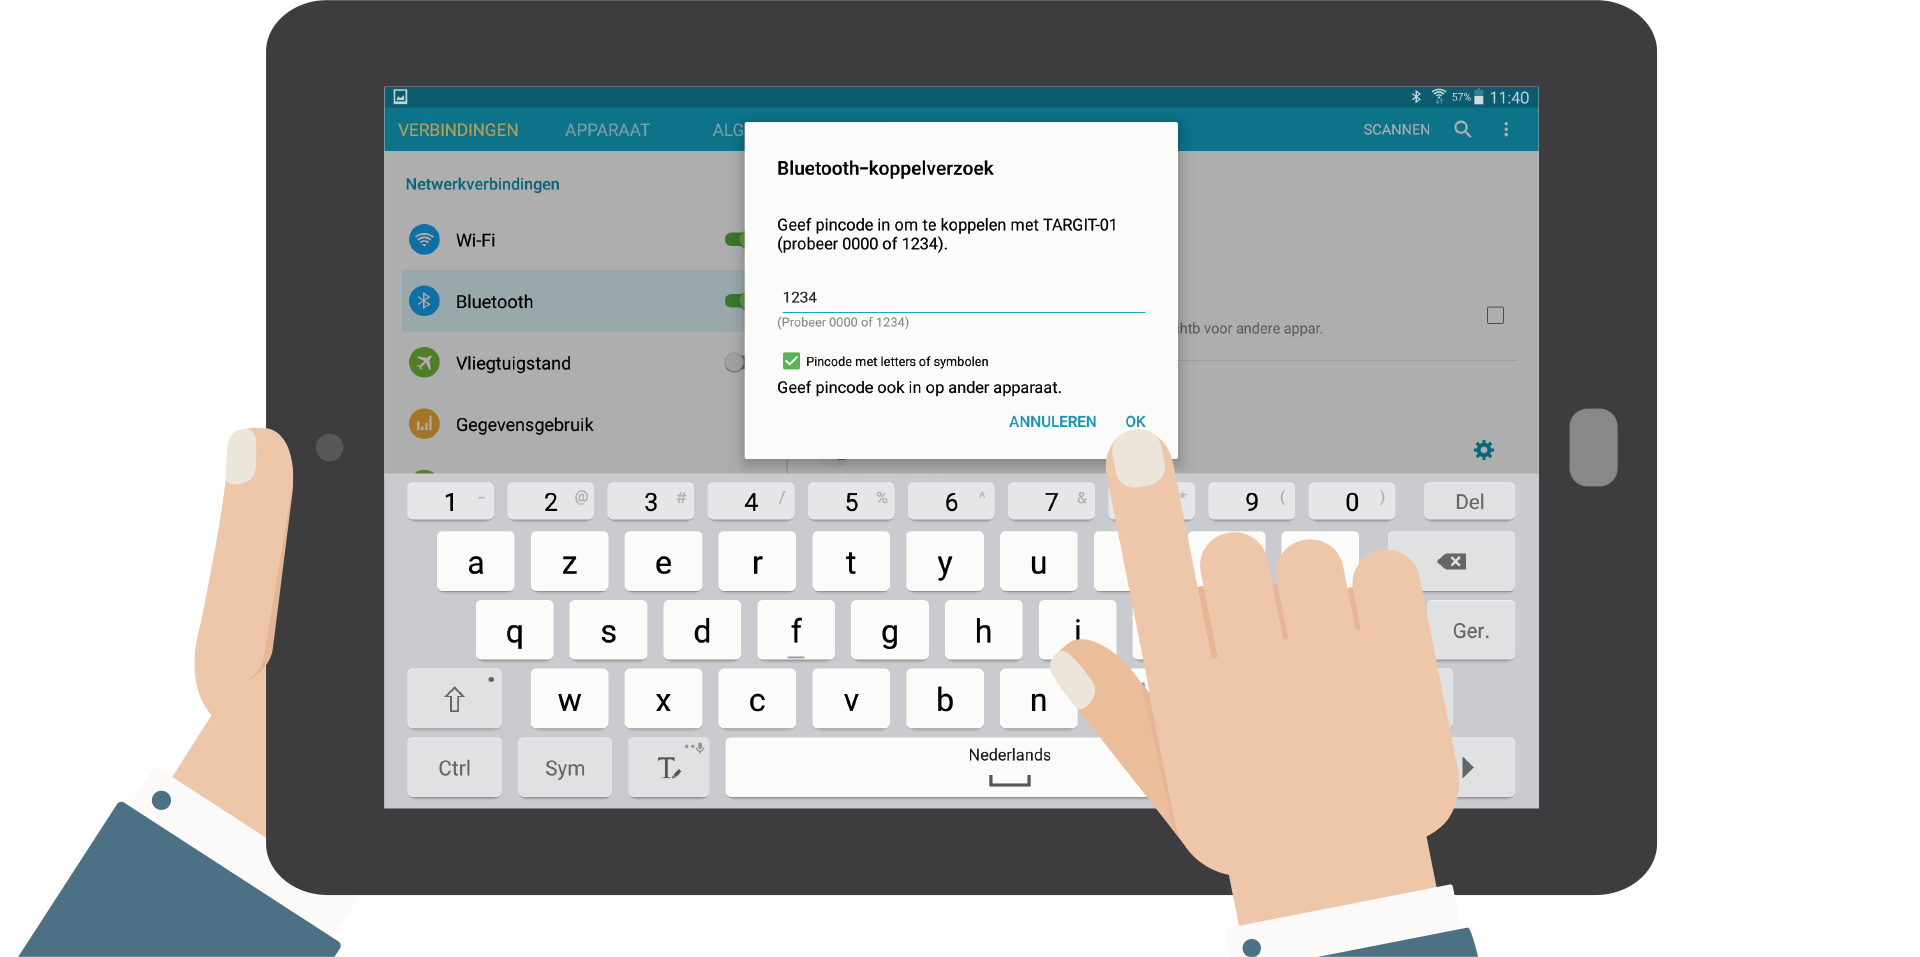 57% 11:40
VERBINDINGEN APPARAAT ALG SCANNEN
Netwerkverbindingen
Wi-Fi
Bluetooth
Vliegtuigstand
Gegevensgebruik
Bluetooth-koppelverzoek
Geef pincode in om te koppelen met TARGIT-01
(probeer 0000 of 1234).
1234
(Probeer 0000 of 1234)
Pincode met letters of symbolen
Geef pincode ook in op ander apparaat.
ANNULEREN OK
chtb voor andere appar.
1 - 2 @ 3 # 4 / 5 % 6 ^ 7 & * 9 ( 0 ) Del
a z e r t y u
q s d f g h j Ger.
w x c v b n
Ctrl Sym T Nederlands